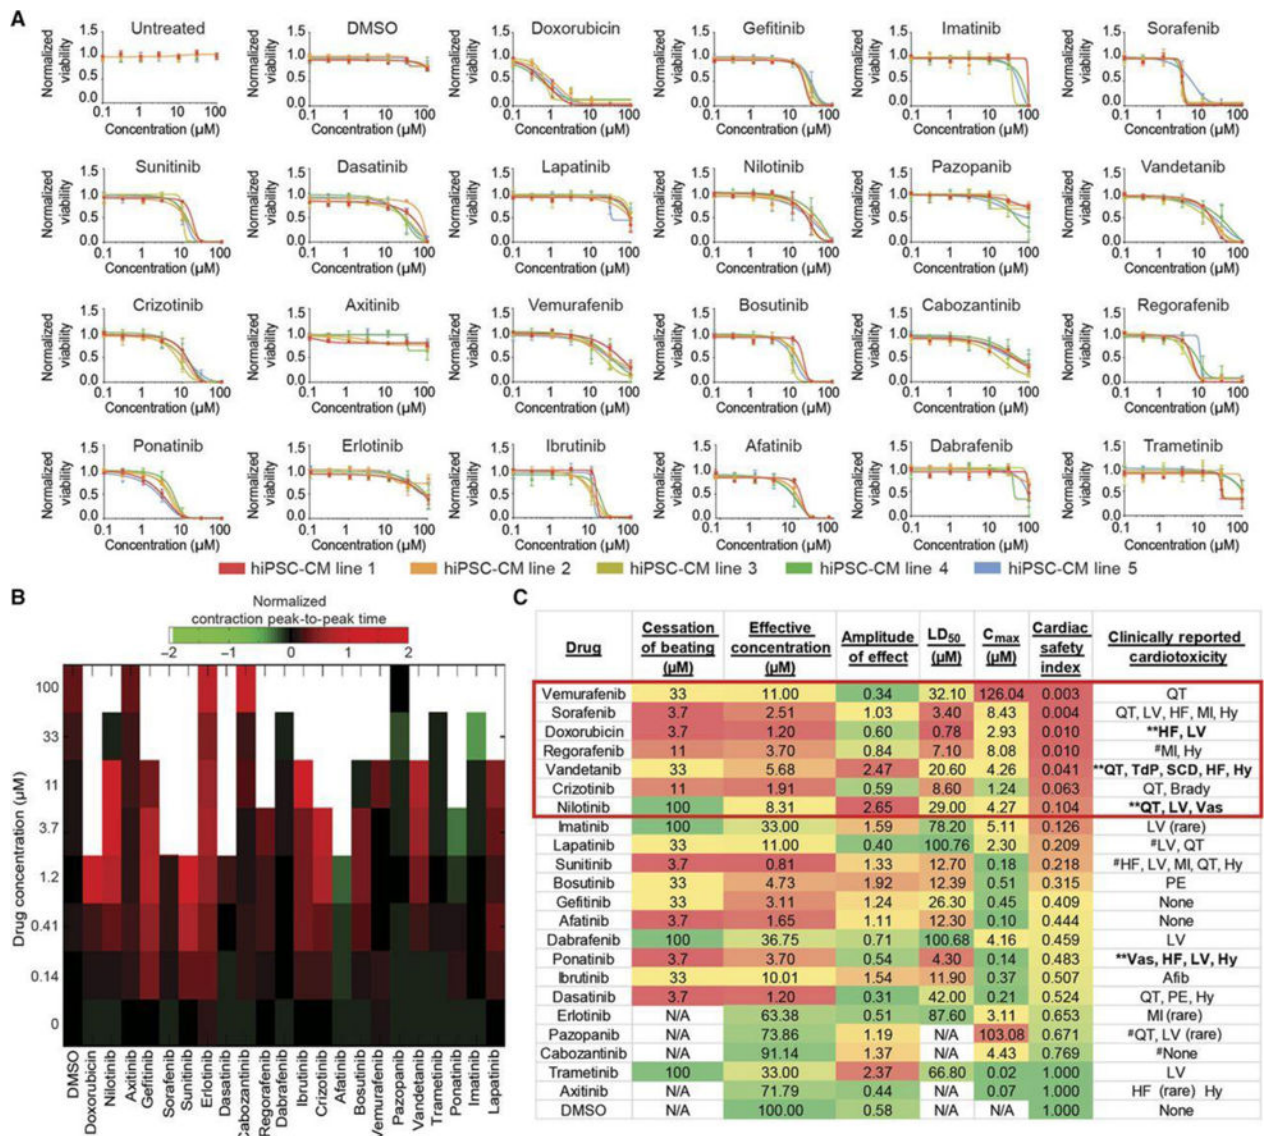 A
Untreated
DMSO
Doxorubicin
Gefitinib
Imatinib
Sorafenib
Normalized viability
1.5
1.0
0.5
0.0
0.1 1 10 100
Concentration (µM)
Sunitinib
Dasatinib
Lapatinib
Nilotinib
Pazopanib
Vandetanib
Crizotinib
Axitinib
Vemurafenib
Bosutinib
Cabozantinib
Regorafenib
Ponatinib
Erlotinib
Ibrutinib
Afatinib
Dabrafenib
Trametinib
hiPSC-CM line 1
hiPSC-CM line 2
hiPSC-CM line 3
hiPSC-CM line 4
hiPSC-CM line 5
B
Normalized
contraction peak-to-peak time
−2 −1 0 1 2
Drug concentration (µM)
100
33
11
3.7
1.2
0.41
0.14
0
DMSO
Doxorubicin
Nilotinib
Axitinib
Gefitinib
Sorafenib
Sunitinib
Erlotinib
Dasatinib
Cabozantinib
Regorafenib
Dabrafenib
Ibrutinib
Crizotinib
Afatinib
Bosutinib
Vemurafenib
Pazopanib
Vandetanib
Trametinib
Ponatinib
Imatinib
Lapatinib
C
Drug Cessation of beating (µM) Effective concentration (µM) Amplitude of effect LD50 (µM) Cmax (µM) Cardiac safety index Clinically reported cardiotoxicity
Vemurafenib 33 11.00 0.34 32.10 126.04 0.003 QT
Sorafenib 3.7 2.51 1.03 3.40 8.43 0.004 QT, LV, HF, MI, Hy
Doxorubicin 3.7 1.20 0.60 0.78 2.93 0.010 **HF, LV
Regorafenib 11 3.70 0.84 7.10 8.08 0.010 #MI, Hy
Vandetanib 33 5.68 2.47 20.60 4.26 0.041 **QT, TdP, SCD, HF, Hy
Crizotinib 11 1.91 0.59 8.60 1.24 0.063 QT, Brady
Nilotinib 100 8.31 2.65 29.00 4.27 0.104 **QT, LV, Vas
Imatinib 100 33.00 1.59 78.20 5.11 0.126 LV (rare)
Lapatinib 33 11.00 0.40 100.76 2.30 0.209 #LV, QT
Sunitinib 3.7 0.81 1.33 12.70 0.18 0.218 #HF, LV, MI, QT, Hy
Bosutinib 33 4.73 1.92 12.39 0.51 0.315 PE
Gefitinib 33 3.11 1.24 26.30 0.45 0.409 None
Afatinib 3.7 1.65 1.11 12.30 0.10 0.444 None
Dabrafenib 100 36.75 0.71 100.68 4.16 0.459 LV
Ponatinib 3.7 3.70 0.54 4.30 0.14 0.483 **Vas, HF, LV, Hy
Ibrutinib 33 10.01 1.54 11.90 0.37 0.507 Afib
Dasatinib 3.7 1.20 0.31 42.00 0.21 0.524 QT, PE, Hy
Erlotinib N/A 63.38 0.51 87.60 3.11 0.653 MI (rare)
Pazopanib N/A 73.86 1.19 N/A 103.08 0.671 #QT, LV (rare)
Cabozantinib N/A 91.14 1.37 N/A 4.43 0.769 #None
Trametinib 100 33.00 2.37 66.80 0.02 1.000 LV
Axitinib N/A 71.79 0.44 N/A 0.07 1.000 HF (rare) Hy
DMSO N/A 100.00 0.58 N/A N/A 1.000 None